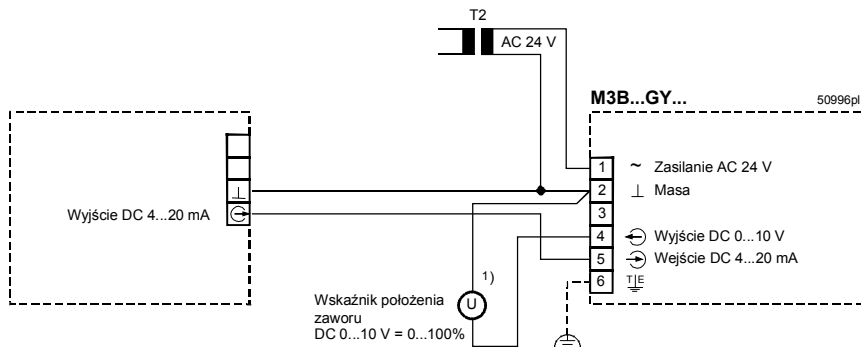 T2
AC 24 V
M3B...GY...
50996pl
1 ~ Zasilanie AC 24 V
2 ⊥ Masa
3
4 Wyjście DC 0...10 V
5 Wejście DC 4...20 mA
6 TE
⊥
Wyjście DC 4...20 mA
1)
U
Wskaźnik położenia
zaworu
DC 0...10 V = 0...100%